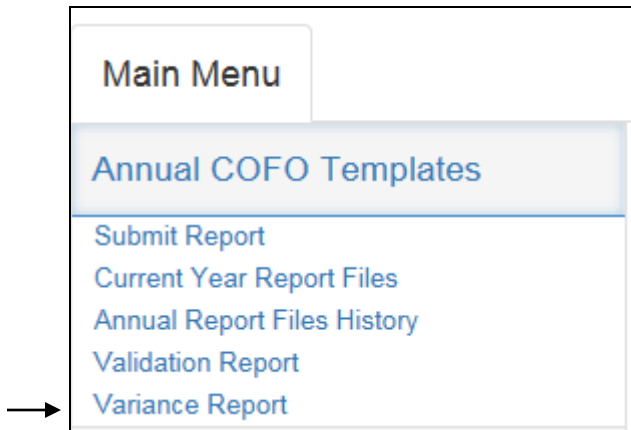 Main Menu
Annual COFO Templates
Submit Report
Current Year Report Files
Annual Report Files History
Validation Report
Variance Report